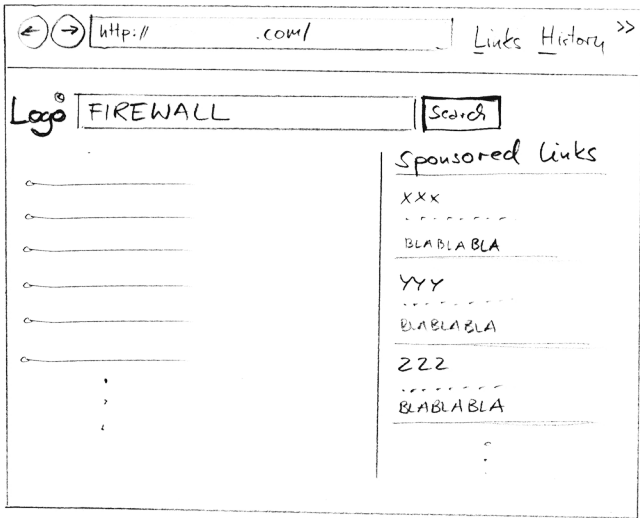 http:// .com/ Links History >>
Logo® FIREWALL Search
Sponsored Links
XXX
BLABLABLA
YYY
BLABLABLA
ZZZ
BLABLABLA